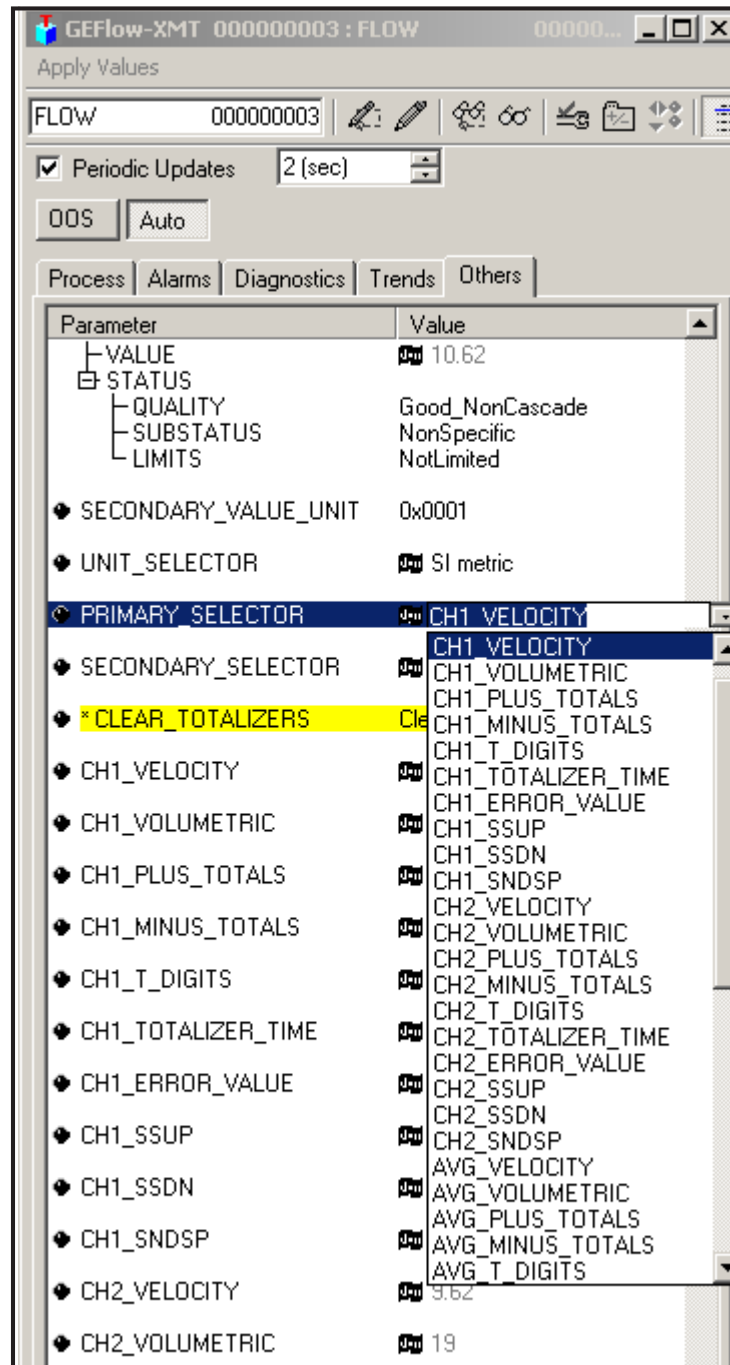 GEFlow-XMT 000000003 : FLOW 00000...
Apply Values
FLOW 000000003
Periodic Updates 2 (sec)
OOS Auto
Process Alarms Diagnostics Trends Others
Parameter Value
VALUE 10.62
STATUS
QUALITY Good_NonCascade
SUBSTATUS NonSpecific
LIMITS NotLimited
SECONDARY_VALUE_UNIT 0x0001
UNIT_SELECTOR SI metric
PRIMARY_SELECTOR CH1_VELOCITY
CH1_VELOCITY
SECONDARY_SELECTOR
CH1_VOLUMETRIC
CH1_PLUS_TOTALS
* CLEAR_TOTALIZERS Cle
CH1_MINUS_TOTALS
CH1_T_DIGITS
CH1_VELOCITY
CH1_TOTALIZER_TIME
CH1_ERROR_VALUE
CH1_VOLUMETRIC
CH1_SSUP
CH1_SSDN
CH1_PLUS_TOTALS
CH1_SNDSP
CH2_VELOCITY
CH1_MINUS_TOTALS
CH2_VOLUMETRIC
CH2_PLUS_TOTALS
CH1_T_DIGITS
CH2_MINUS_TOTALS
CH2_T_DIGITS
CH1_TOTALIZER_TIME
CH2_TOTALIZER_TIME
CH2_ERROR_VALUE
CH1_ERROR_VALUE
CH2_SSUP
CH2_SSDN
CH1_SSUP
CH2_SNDSP
AVG_VELOCITY
CH1_SSDN
AVG_VOLUMETRIC
AVG_PLUS_TOTALS
CH1_SNDSP
AVG_MINUS_TOTALS
AVG_T_DIGITS
CH2_VELOCITY 9.62
CH2_VOLUMETRIC 19